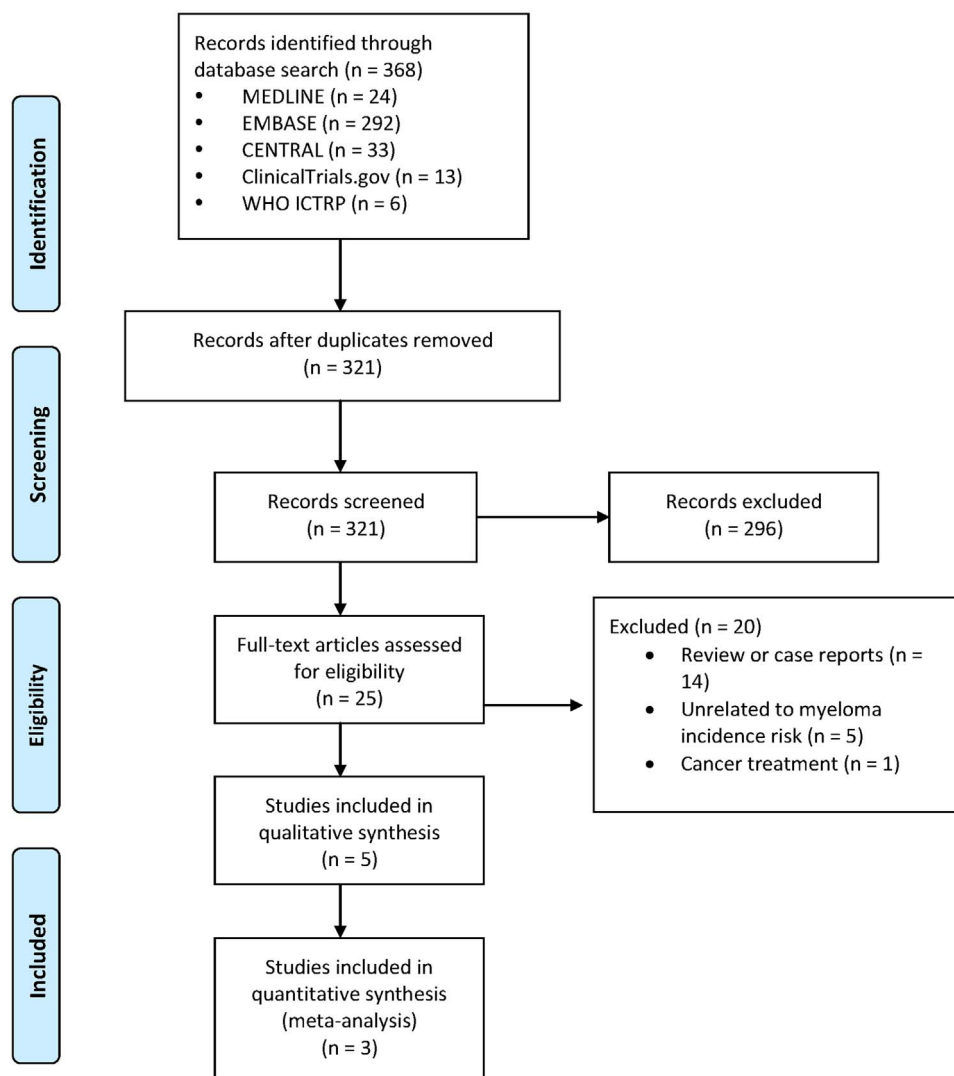 Records identified through
database search (n = 368)
• MEDLINE (n = 24)
• EMBASE (n = 292)
• CENTRAL (n = 33)
• ClinicalTrials.gov (n = 13)
• WHO ICTRP (n = 6)
Identification
Records after duplicates removed
(n = 321)
Screening
Records screened
(n = 321)
Records excluded
(n = 296)
Eligibility
Full-text articles assessed
for eligibility
(n = 25)
Excluded (n = 20)
• Review or case reports (n =
14)
• Unrelated to myeloma
incidence risk (n = 5)
• Cancer treatment (n = 1)
Studies included in
qualitative synthesis
(n = 5)
Included
Studies included in
quantitative synthesis
(meta-analysis)
(n = 3)